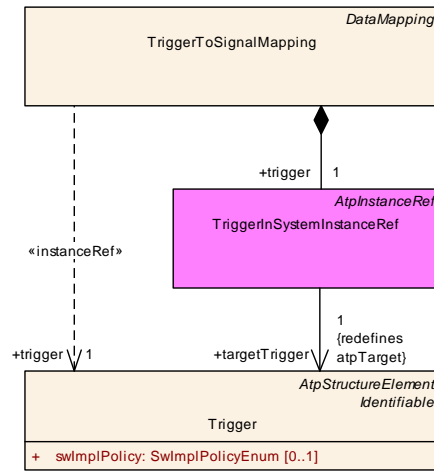 DataMapping
TriggerToSignalMapping
+trigger
1
AtpInstanceRef
TriggerInSystemInstanceRef
«instanceRef»
1
{redefines
atpTarget}
+trigger
1
+targetTrigger
AtpStructureElement
Identifiable
Trigger
+ swImplPolicy: SwImplPolicyEnum [0..1]